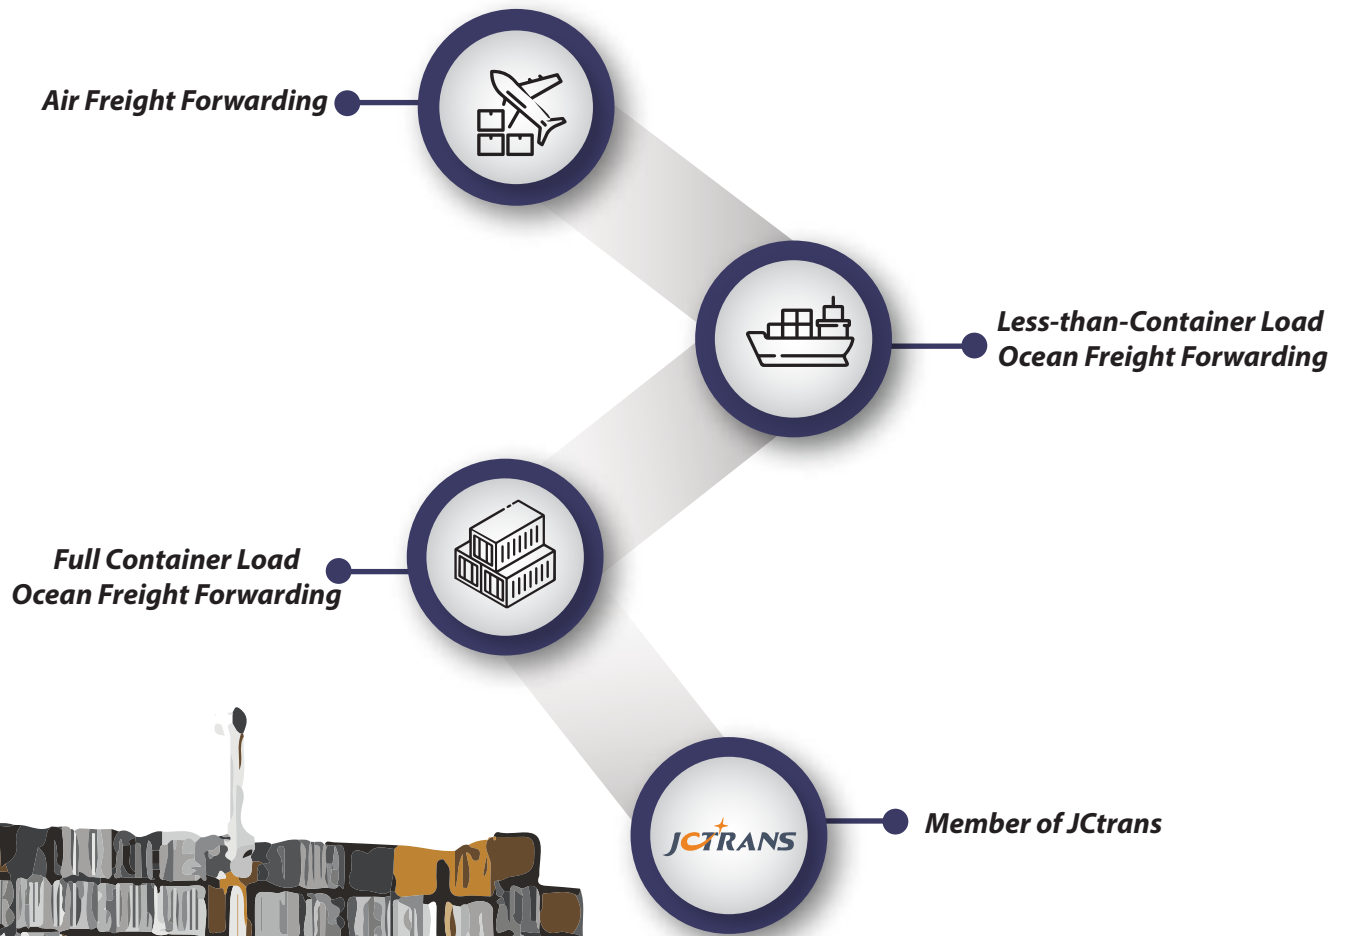 Air Freight Forwarding
Less-than-Container Load
Ocean Freight Forwarding
Full Container Load
Ocean Freight Forwarding
JCTRANS
Member of JCtrans